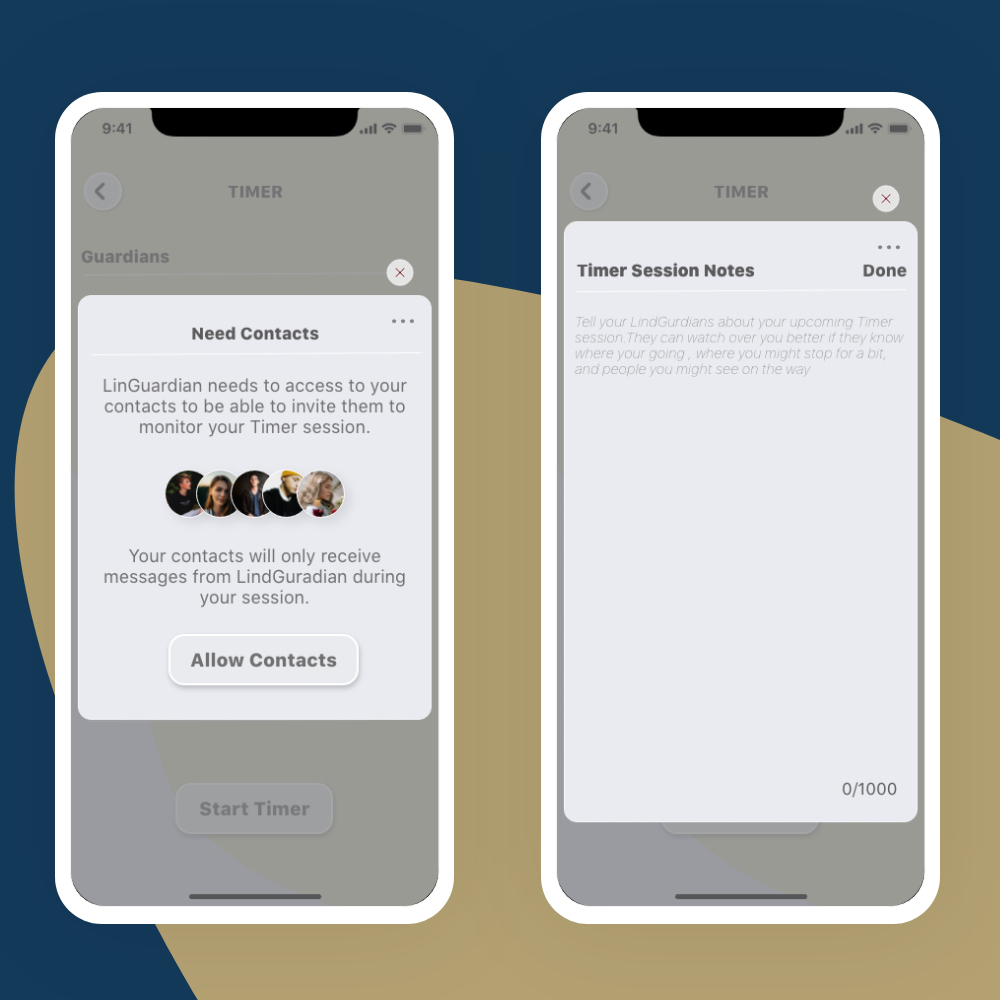 9:41
TIMER
Guardians
Need Contacts
LinGuardian needs to access to your
contacts to be able to invite them to
monitor your Timer session.
Your contacts will only receive
messages from LindGuradian during
your session.
Allow Contacts
Start Timer
9:41
TIMER
Timer Session Notes
Done
Tell your LindGurdians about your upcoming Timer
session.They can watch over you better if they know
where your going , where you might stop for a bit,
and people you might see on the way
0/1000